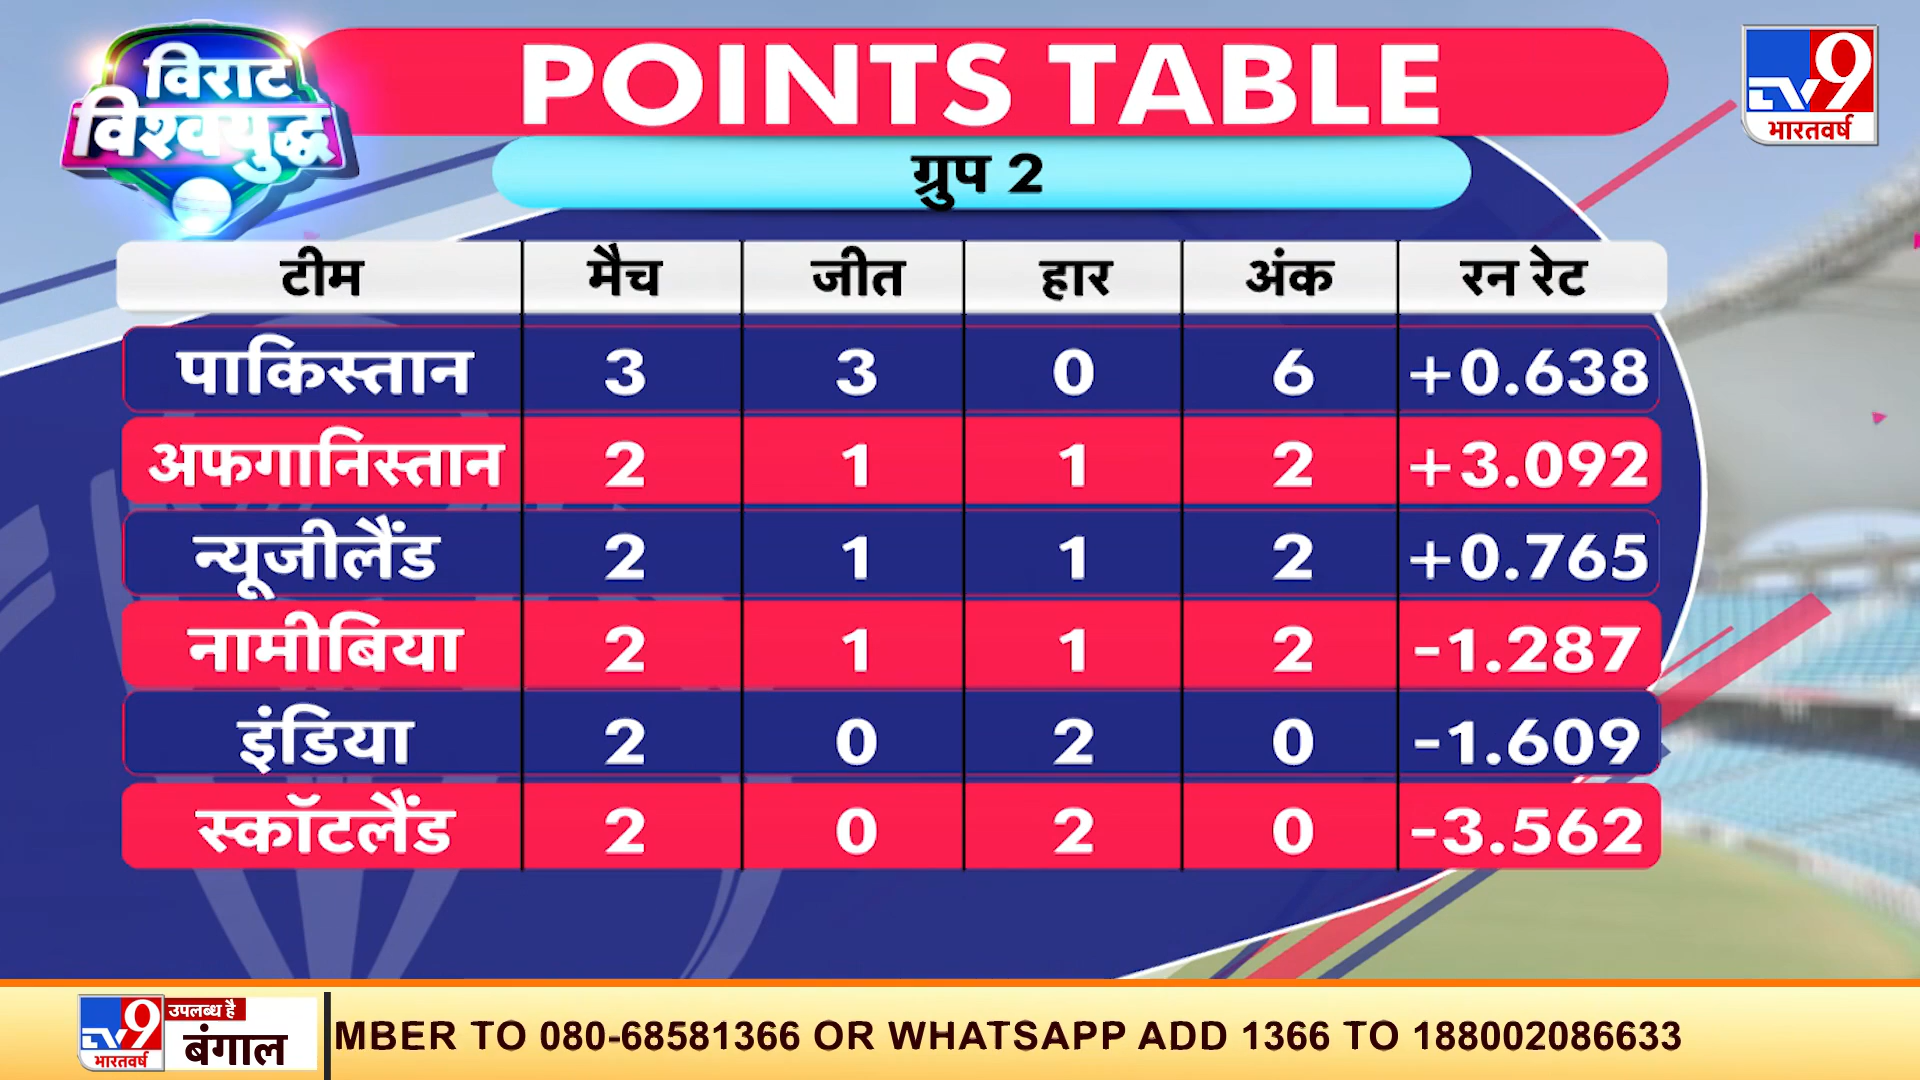 विराट
विश्वयुद्ध
POINTS TABLE
TV9
भारतवर्ष
ग्रुप 2
टीम मैच जीत हार अंक रन रेट
पाकिस्तान 3 3 0 6 +0.638
अफगानिस्तान 2 1 1 2 +3.092
न्यूजीलैंड 2 1 1 2 +0.765
नामीबिया 2 1 1 2 -1.287
इंडिया 2 0 2 0 -1.609
स्कॉटलैंड 2 0 2 0 -3.562
TV9
भारतवर्ष
उपलब्ध है
बंगाल
MBER TO 080-68581366 OR WHATSAPP ADD 1366 TO 188002086633